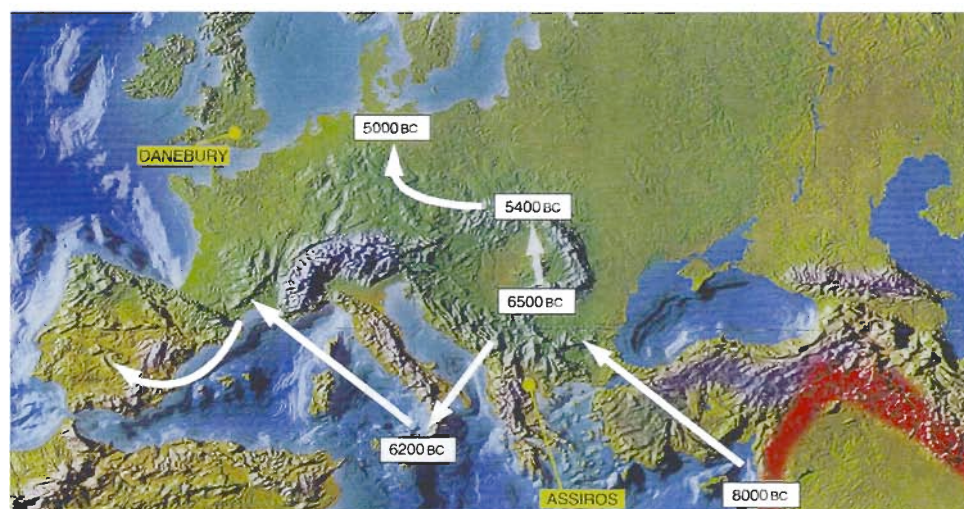 5000 BC
DANEBURY
5400 BC
6500 BC
6200 BC
8000 BC
ASSIROS